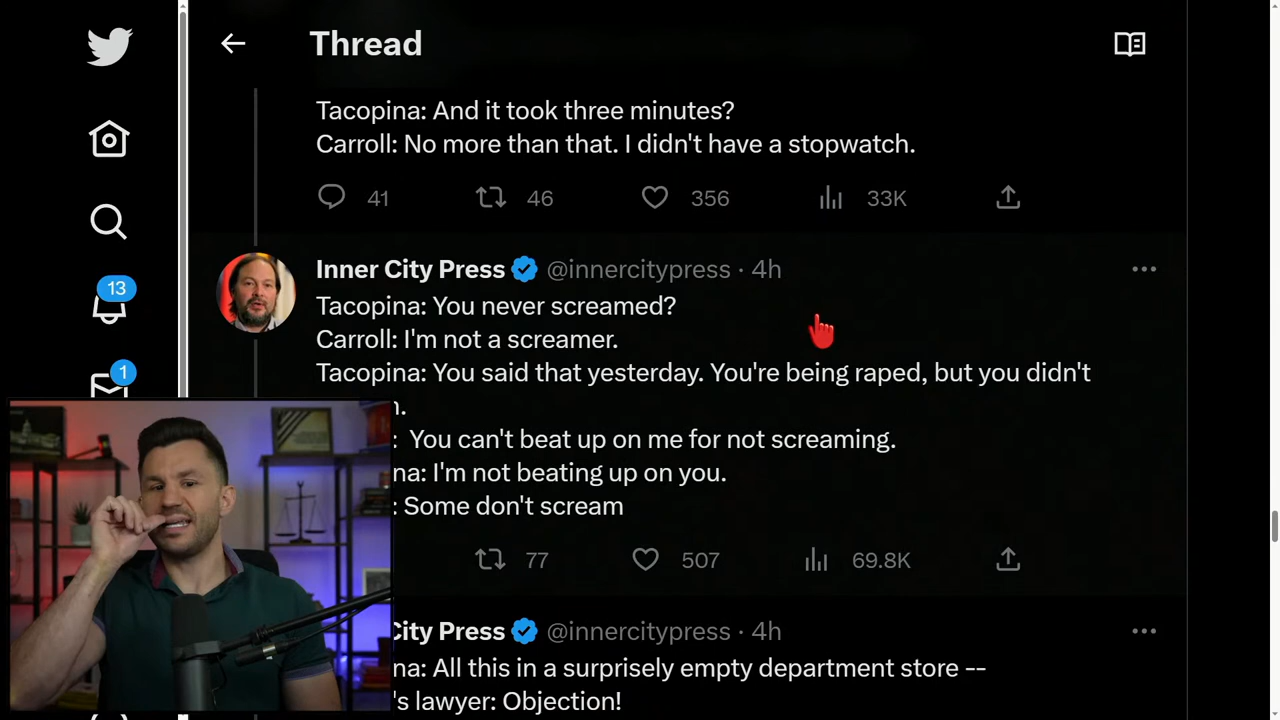 Thread
Tacopina: And it took three minutes?
Carroll: No more than that. I didn't have a stopwatch.
41 46 356 33K
13
Inner City Press @innercitypress · 4h
Tacopina: You never screamed?
Carroll: I'm not a screamer.
1
Tacopina: You said that yesterday. You're being raped, but you didn't
n.
: You can't beat up on me for not screaming.
na: I'm not beating up on you.
: Some don't scream
77 507 69.8K
City Press @innercitypress · 4h
na: All this in a surprisely empty department store --
's lawyer: Objection!